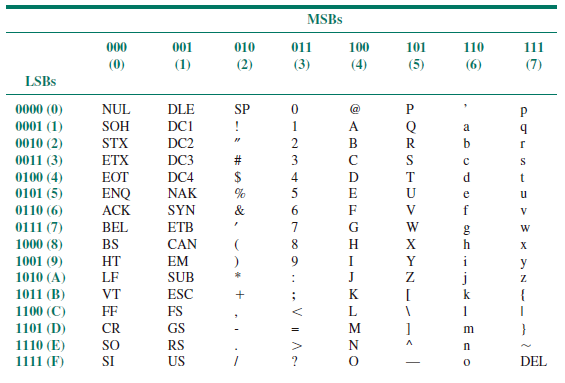 MSBs
000 001 010 011 100 101 110 111
(0) (1) (2) (3) (4) (5) (6) (7)
LSBs
0000 (0) NUL DLE SP 0 @ P ’ p
0001 (1) SOH DC1 ! 1 A Q a q
0010 (2) STX DC2 ″ 2 B R b r
0011 (3) ETX DC3 # 3 C S c s
0100 (4) EOT DC4 $ 4 D T d t
0101 (5) ENQ NAK % 5 E U e u
0110 (6) ACK SYN & 6 F V f v
0111 (7) BEL ETB ′ 7 G W g w
1000 (8) BS CAN ( 8 H X h x
1001 (9) HT EM ) 9 I Y i y
1010 (A) LF SUB * : J Z j z
1011 (B) VT ESC + ; K [ k {
1100 (C) FF FS , < L \ l |
1101 (D) CR GS - = M ] m }
1110 (E) SO RS . > N ^ n ~
1111 (F) SI US / ? O — o DEL